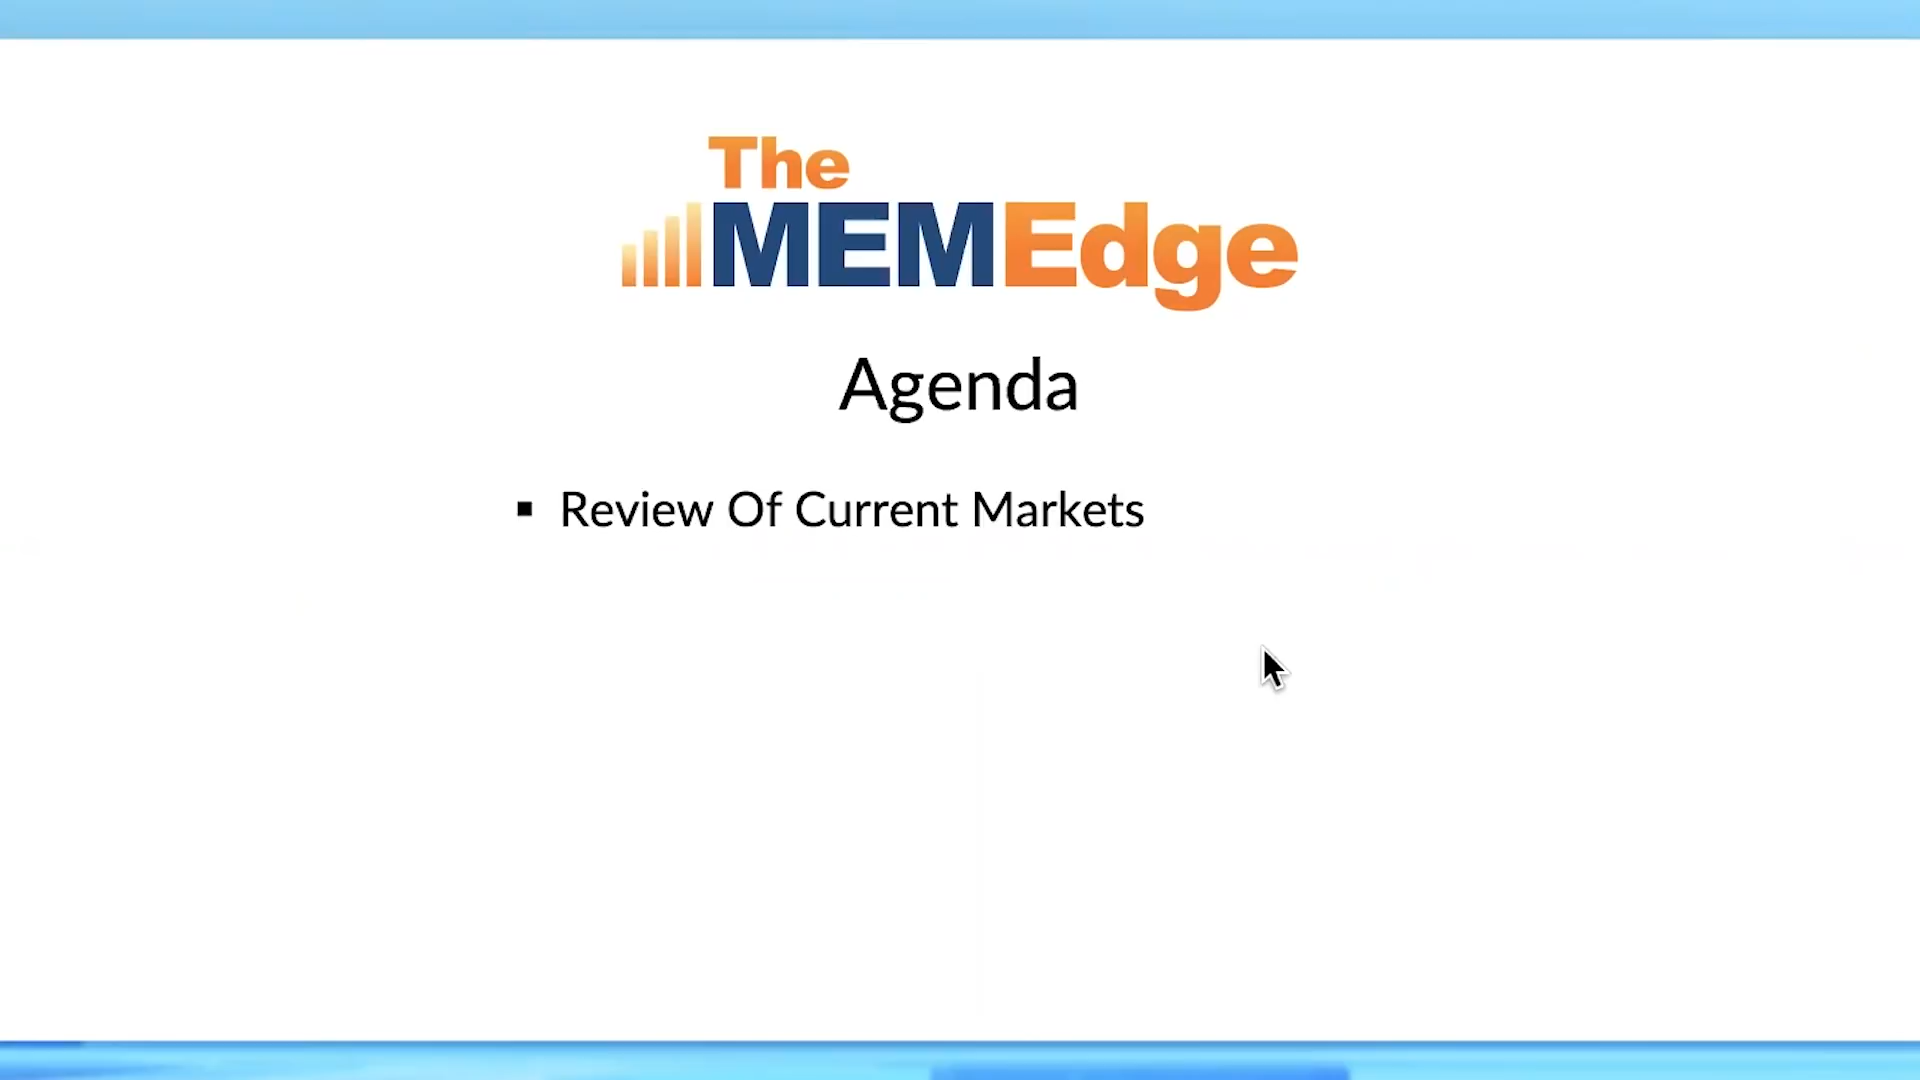 The
MEMEdge
Agenda
▪ Review Of Current Markets